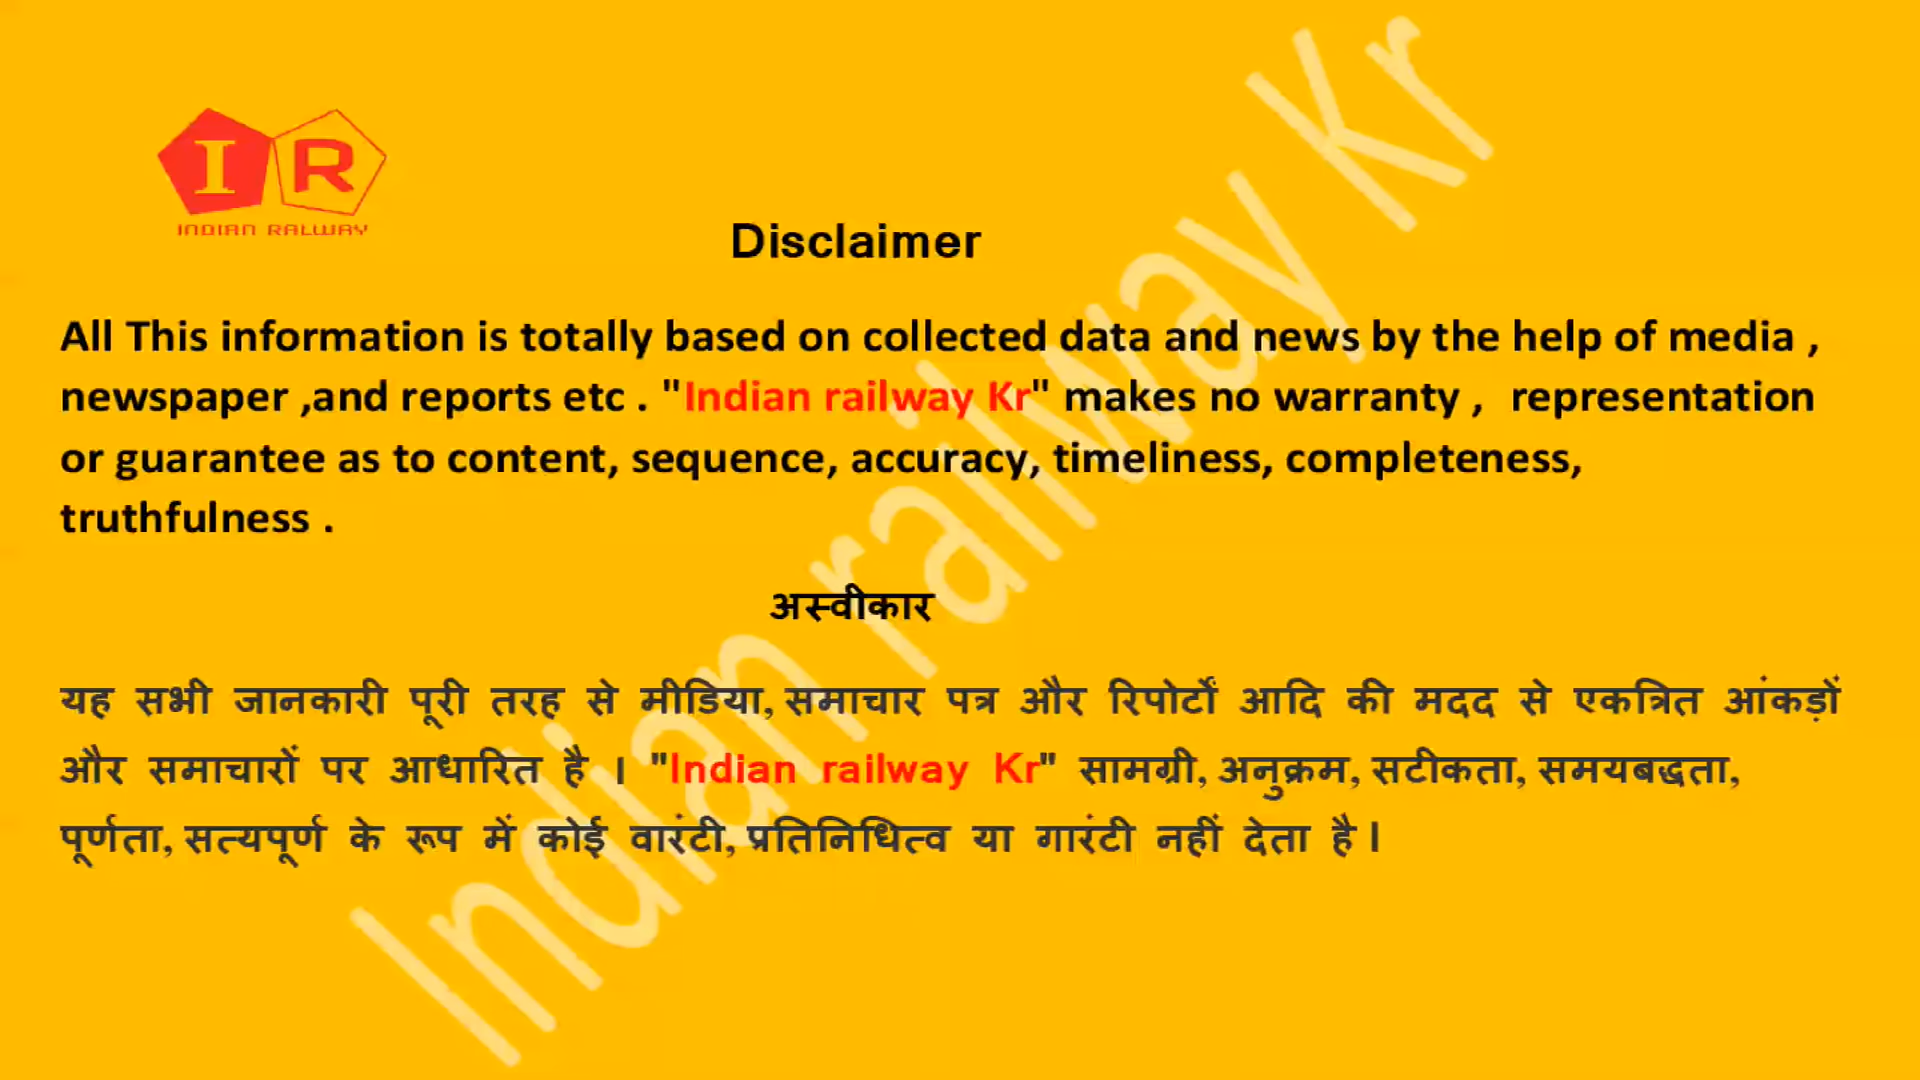 I R
INDIAN RALWAY
Disclaimer
All This information is totally based on collected data and news by the help of media ,
newspaper ,and reports etc . "Indian railway Kr" makes no warranty , representation
or guarantee as to content, sequence, accuracy, timeliness, completeness,
truthfulness .
अस्वीकार
यह सभी जानकारी पूरी तरह से मीडिया, समाचार पत्र और रिपोर्टों आदि की मदद से एकत्रित आंकड़ों
और समाचारों पर आधारित है । "Indian railway Kr" सामग्री, अनुक्रम, सटीकता, समयबद्धता,
पूर्णता, सत्यपूर्ण के रूप में कोई वारंटी, प्रतिनिधित्व या गारंटी नहीं देता है।
Indian railway Kr